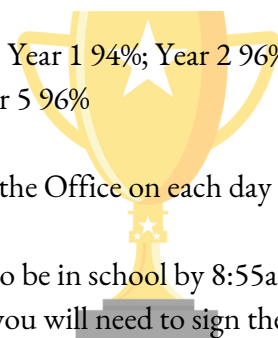 Year 1 94%; Year 2 96%
r 5 96%
the Office on each day
o be in school by 8:55a
you will need to sign the